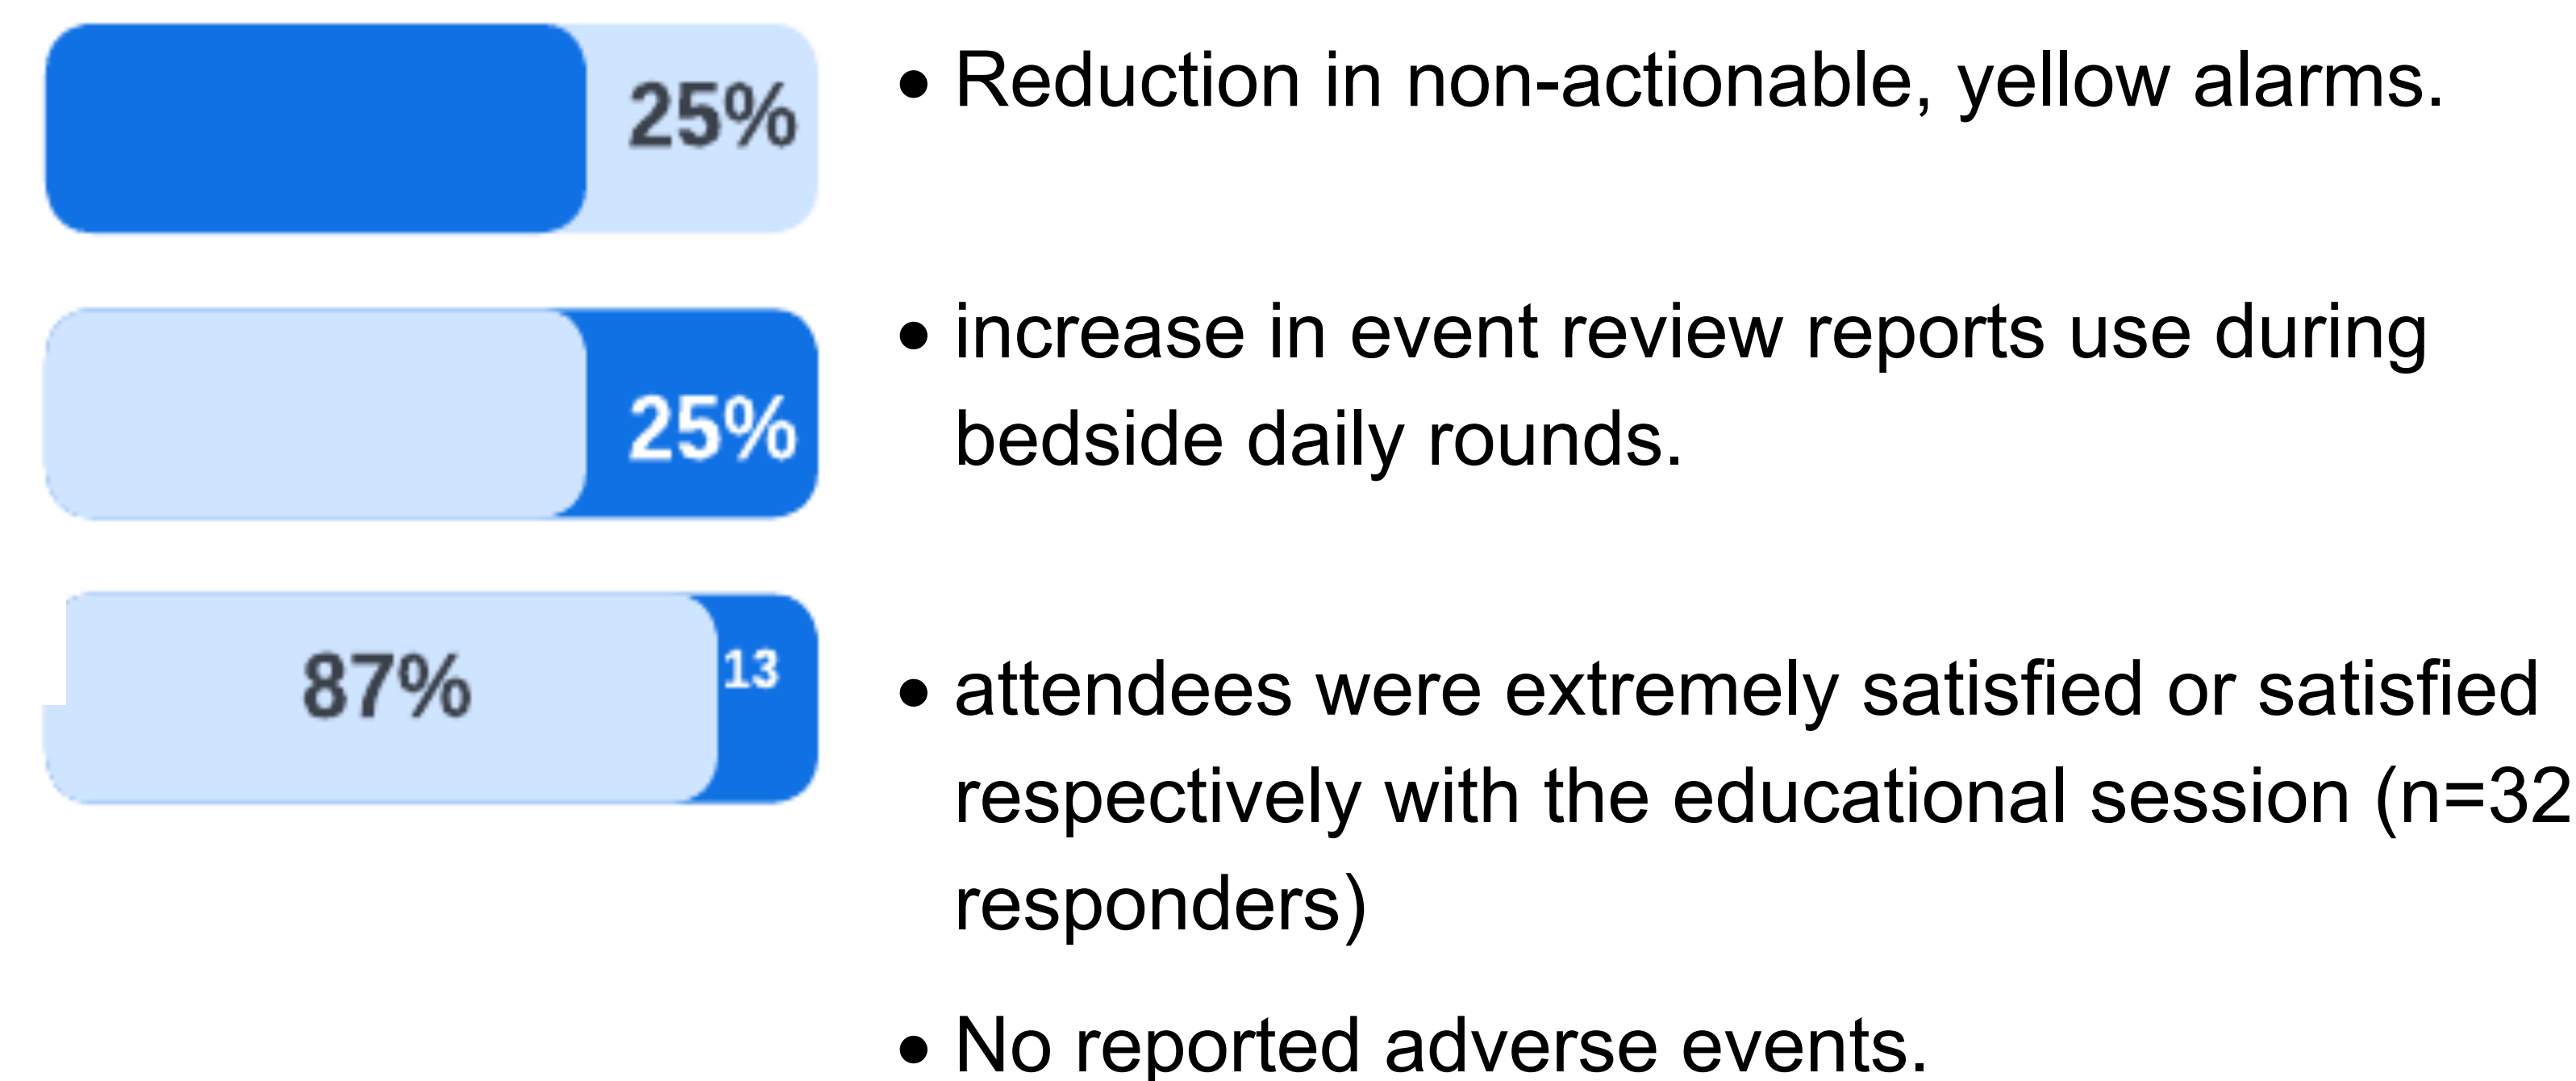 25%
• Reduction in non-actionable, yellow alarms.
25%
• increase in event review reports use during
bedside daily rounds.
87% 13
• attendees were extremely satisfied or satisfied
respectively with the educational session (n=32
responders)
• No reported adverse events.